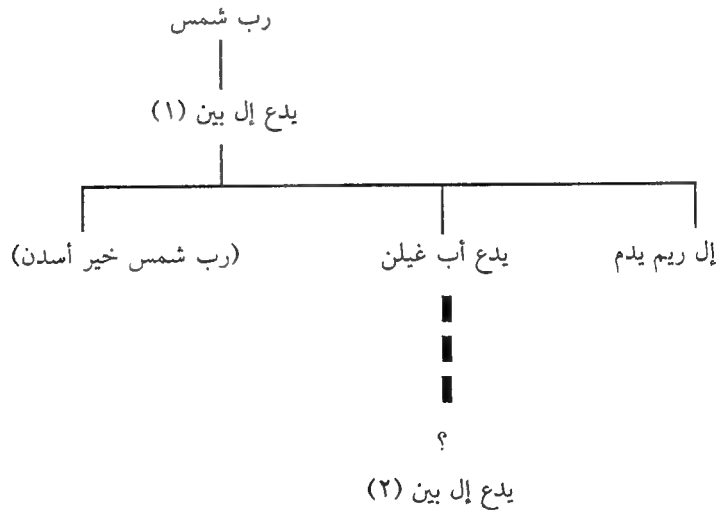 رب شمس
يدع إل بين (١)
إل ريم يدم
يدع أب غيلن
(رب شمس خير أسدن)
؟
يدع إل بين (٢)